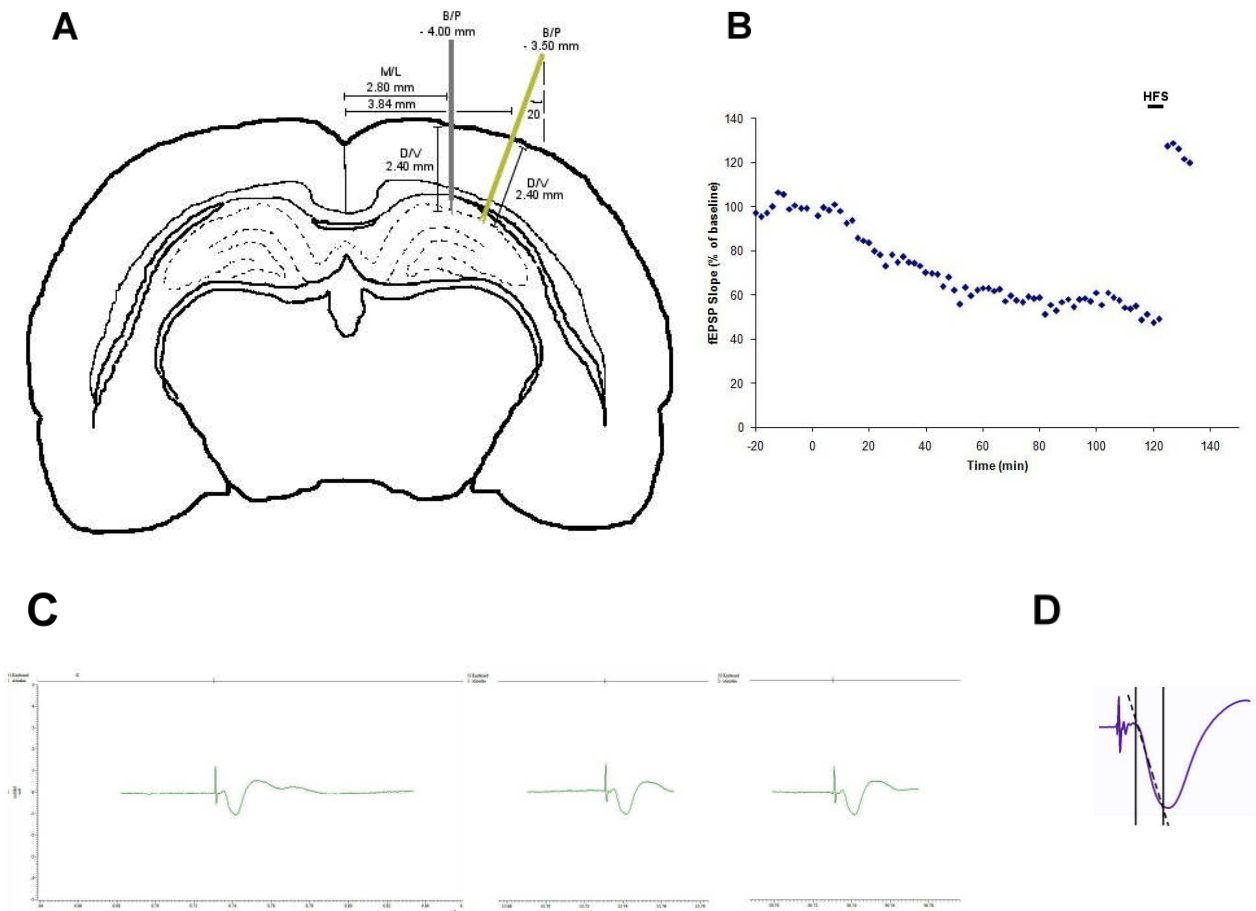 A
B/P
- 4.00 mm
B/P
- 3.50 mm
M/L
2.80 mm
3.84 mm
20
D/V
2.40 mm
D/V
2.40 mm
B
HFS
140
120
100
80
60
40
20
0
-20 0 20 40 60 80 100 120 140
fEPSP Slope (% of baseline)
Time (min)
C
D